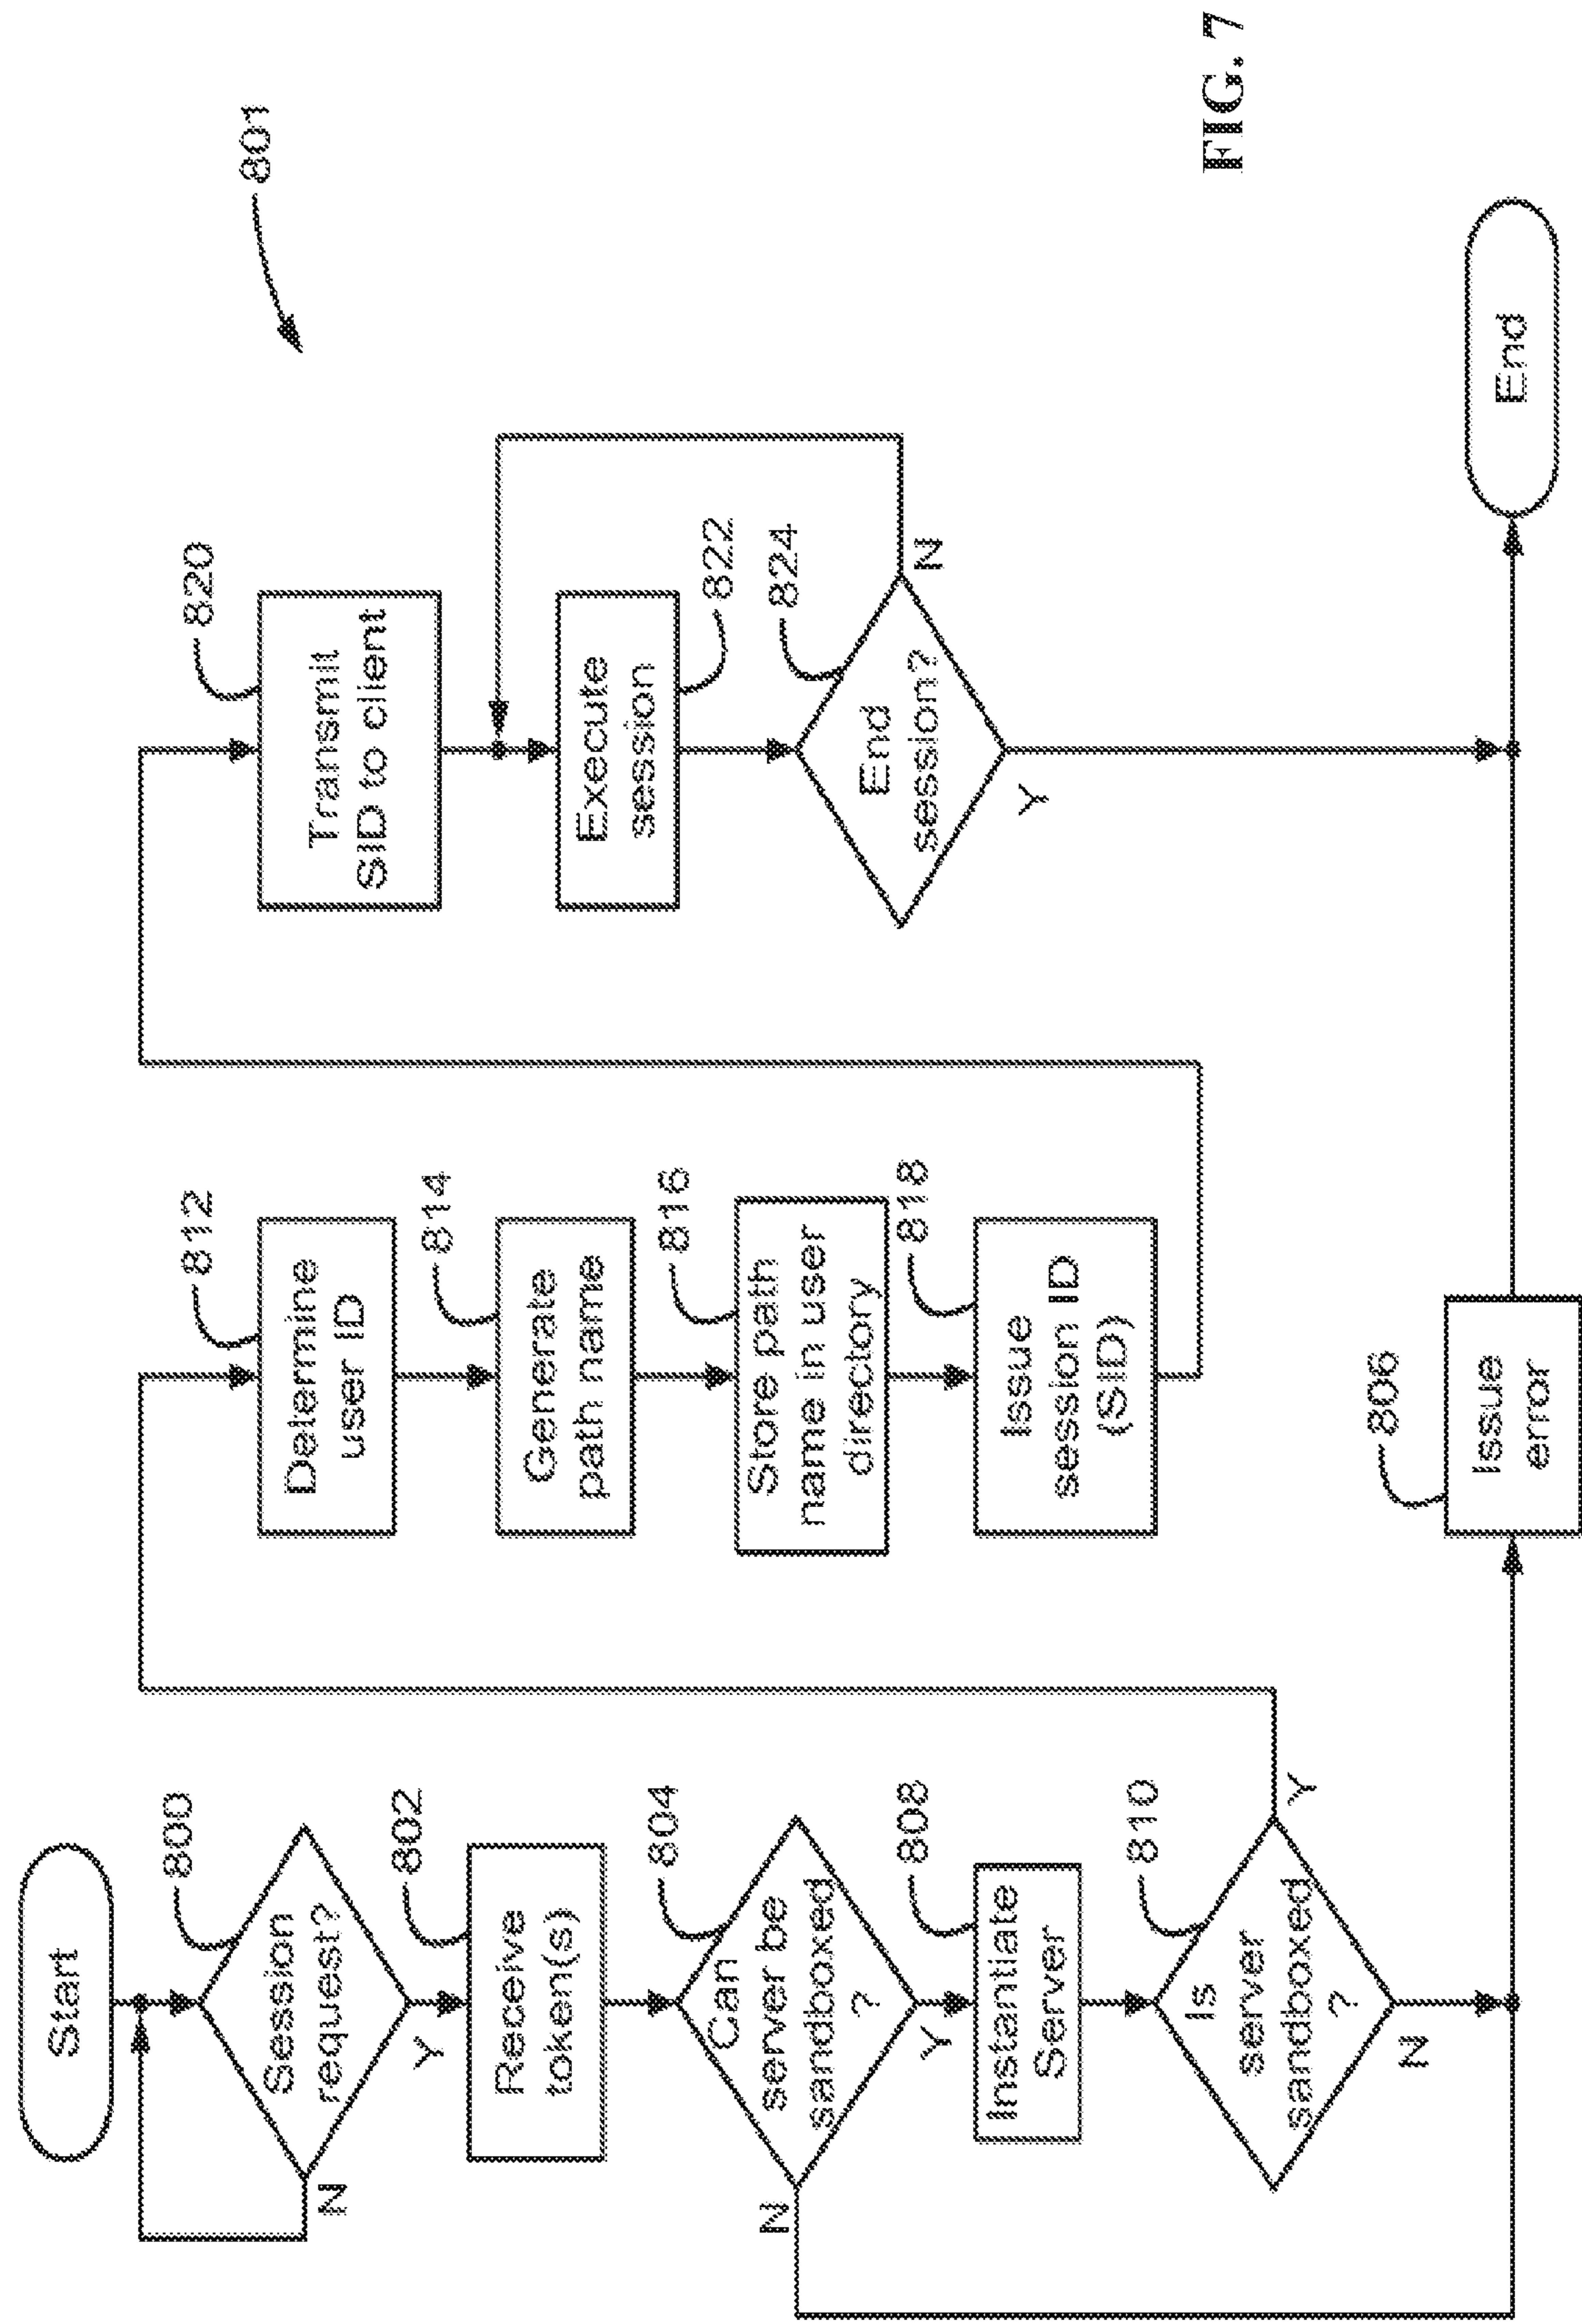 Start
800
Session
request?
N
Y
802
Receive
token(s)
804
Can
server be
sandboxed
?
N
Y
808
Instantiate
Server
810
Is
server
sandboxed
?
Y
N
812
Determine
user ID
814
Generate
path name
816
Store path
name in user
directory
818
Issue
session ID
(SID)
806
Issue
error
820
Transmit
SID to client
Execute
session
822
824
End
session?
N
Y
801
End
FIG. 7